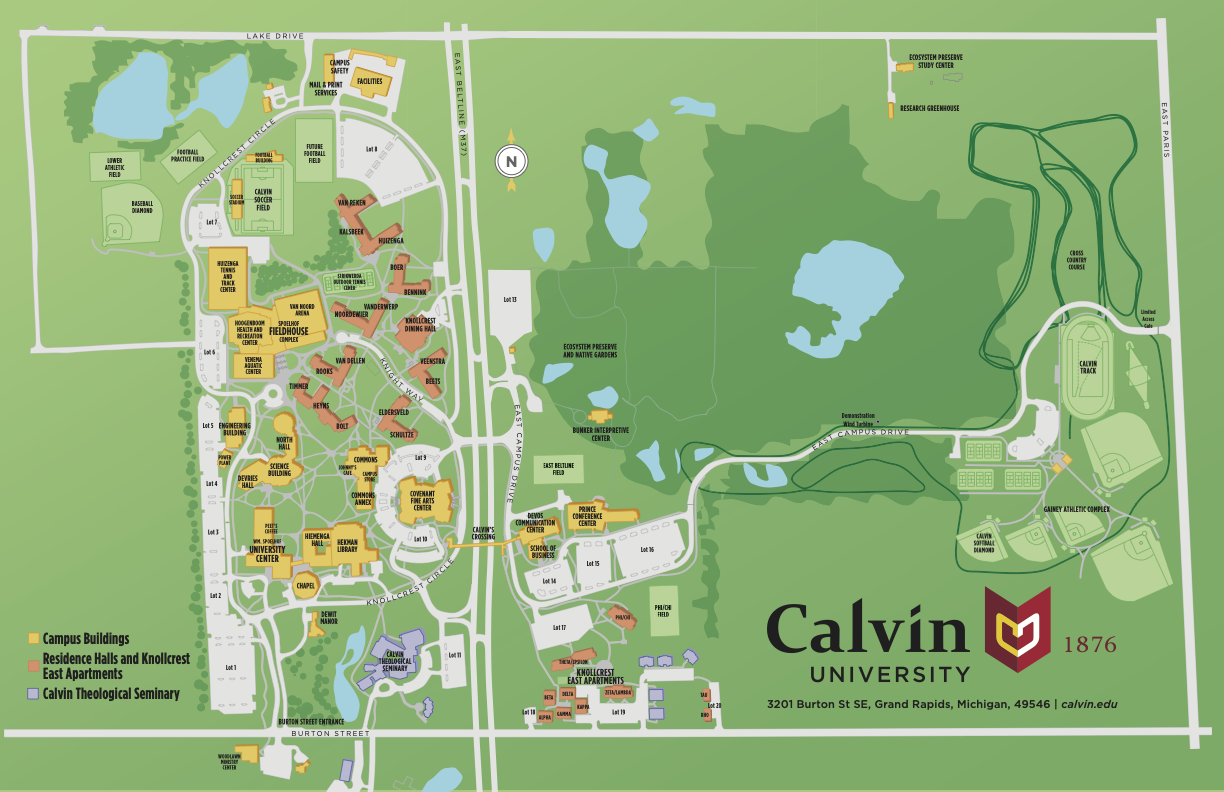 LAKE DRIVE
EAST BELTLINE (M37)
CAMPUS
SAFETY
MAIL & PRINT
SERVICES
FACILITIES
ECOSYSTEM PRESERVE
STUDY CENTER
RESEARCH GREENHOUSE
EAST PARIS
N
KNOLLCREST CIRCLE
FOOTBALL
PRACTICE FIELD
LOWER
ATHLETIC
FIELD
FOOTBALL
BUILDING
FUTURE
FOOTBALL
FIELD
Lot 8
BASEBALL
DIAMOND
SOCCER
STADIUM
CALVIN
SOCCER
FIELD
Lot 7
VAN REKEN
KALSBEEK
HUIZENGA
BOER
BENNINK
HUIZENGA
TENNIS
AND
TRACK
CENTER
STRIKWERDA
OUTDOOR TENNIS
CENTER
CROSS
COUNTRY
COURSE
VAN NOORD
ARENA
VANDERWERP
NOORDEWIER
KNOLLCREST
DINING HALL
Lot 13
HOOGENBOOM
HEALTH AND
RECREATION
CENTER
SPOELHOF
FIELDHOUSE
COMPLEX
Limited
Access
Gate
Lot 6
VENEMA
AQUATIC
CENTER
VAN DELLEN
ROOKS
KNIGHT WAY
VEENSTRA
BEETS
ECOSYSTEM PRESERVE
AND NATIVE GARDENS
CALVIN
TRACK
TIMMER
HEYNS
BOLT
ELDERSVELD
SCHULTZE
EAST CAMPUS DRIVE
BUNKER INTERPRETIVE
CENTER
Demonstration
Wind Turbine
EAST CAMPUS DRIVE
Lot 5
ENGINEERING
BUILDING
NORTH
HALL
POWER
PLANT
SCIENCE
BUILDING
DEVRIES
HALL
Lot 4
COMMONS
JOHNNY'S
CAFE
CAMPUS
STORE
COMMONS
ANNEX
Lot 9
COVENANT
FINE ARTS
CENTER
EAST BELTLINE
FIELD
Lot 3
PEET'S
COFFEE
WM. SPOELHOF
UNIVERSITY
CENTER
HIEMENGA
HALL
HEKMAN
LIBRARY
Lot 10
CALVIN'S
CROSSING
DEVOS
COMMUNICATION
CENTER
PRINCE
CONFERENCE
CENTER
SCHOOL OF
BUSINESS
Lot 14
Lot 15
Lot 16
GAINEY ATHLETIC COMPLEX
CALVIN
SOFTBALL
DIAMOND
CHAPEL
KNOLLCREST CIRCLE
Lot 2
DEWIT
MANOR
Lot 17
PHI/CHI
PHI/CHI
FIELD
Lot 1
CALVIN
THEOLOGICAL
SEMINARY
Lot 11
THETA/EPSILON
KNOLLCREST
EAST APARTMENTS
BETA
DELTA
KAPPA
ZETA/LAMBDA
TAU
Lot 18
ALPHA
GAMMA
Lot 19
Lot 20
RHO
BURTON STREET ENTRANCE
BURTON STREET
WOODLAWN
MINISTRY
CENTER
Campus Buildings
Residence Halls and Knollcrest
East Apartments
Calvin Theological Seminary
Calvin
UNIVERSITY
1876
3201 Burton St SE, Grand Rapids, Michigan, 49546 | calvin.edu